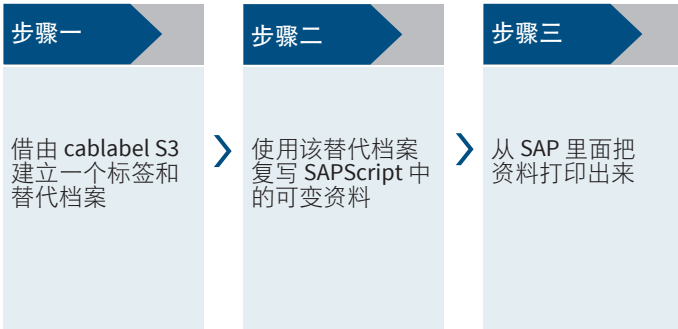 步骤一
借由 cablabel S3
建立一个标签和
替代档案
步骤二
使用该替代档案
复写 SAPScript 中
的可变资料
步骤三
从 SAP 里面把
资料打印出来